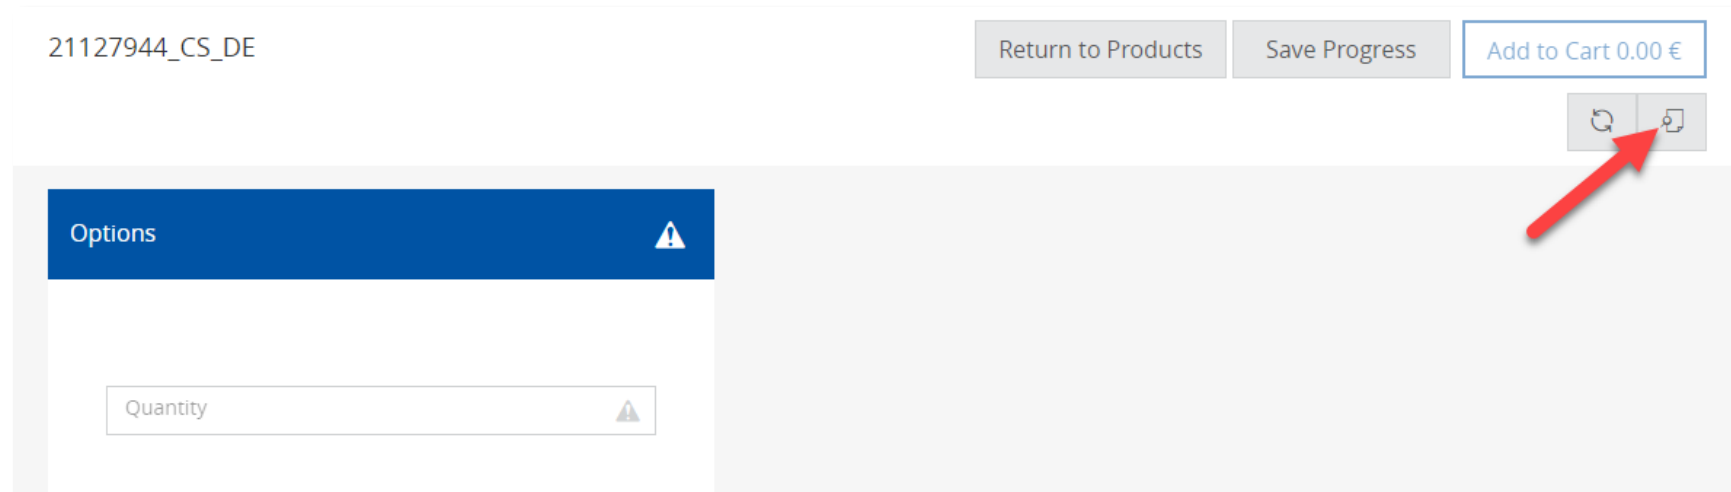 21127944_CS_DE
Return to Products
Save Progress
Add to Cart 0.00 €
Options
Quantity